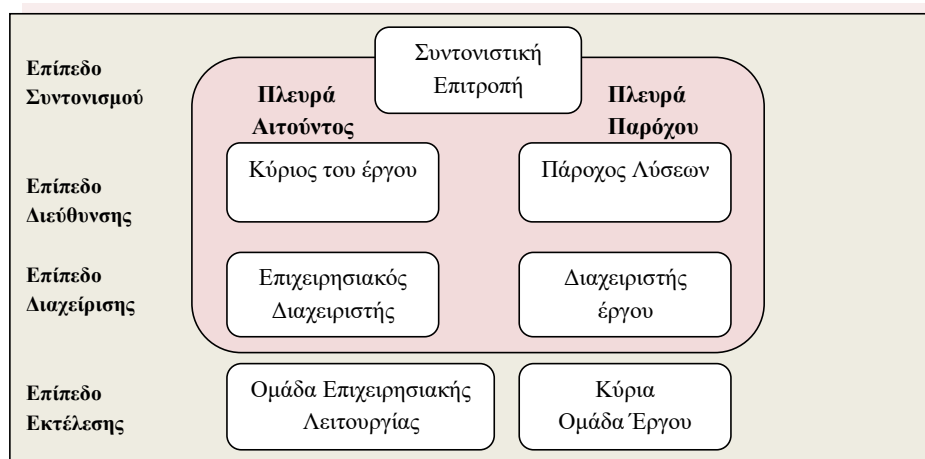 Συντονιστική
Επιτροπή
Επίπεδο
Συντονισμού
Πλευρά
Αιτούντος
Πλευρά
Παρόχου
Επίπεδο
Διεύθυνσης
Κύριος του έργου
Πάροχος Λύσεων
Επίπεδο
Διαχείρισης
Επιχειρησιακός
Διαχειριστής
Διαχειριστής
έργου
Επίπεδο
Εκτέλεσης
Ομάδα Επιχειρησιακής
Λειτουργίας
Κύρια
Ομάδα Έργου